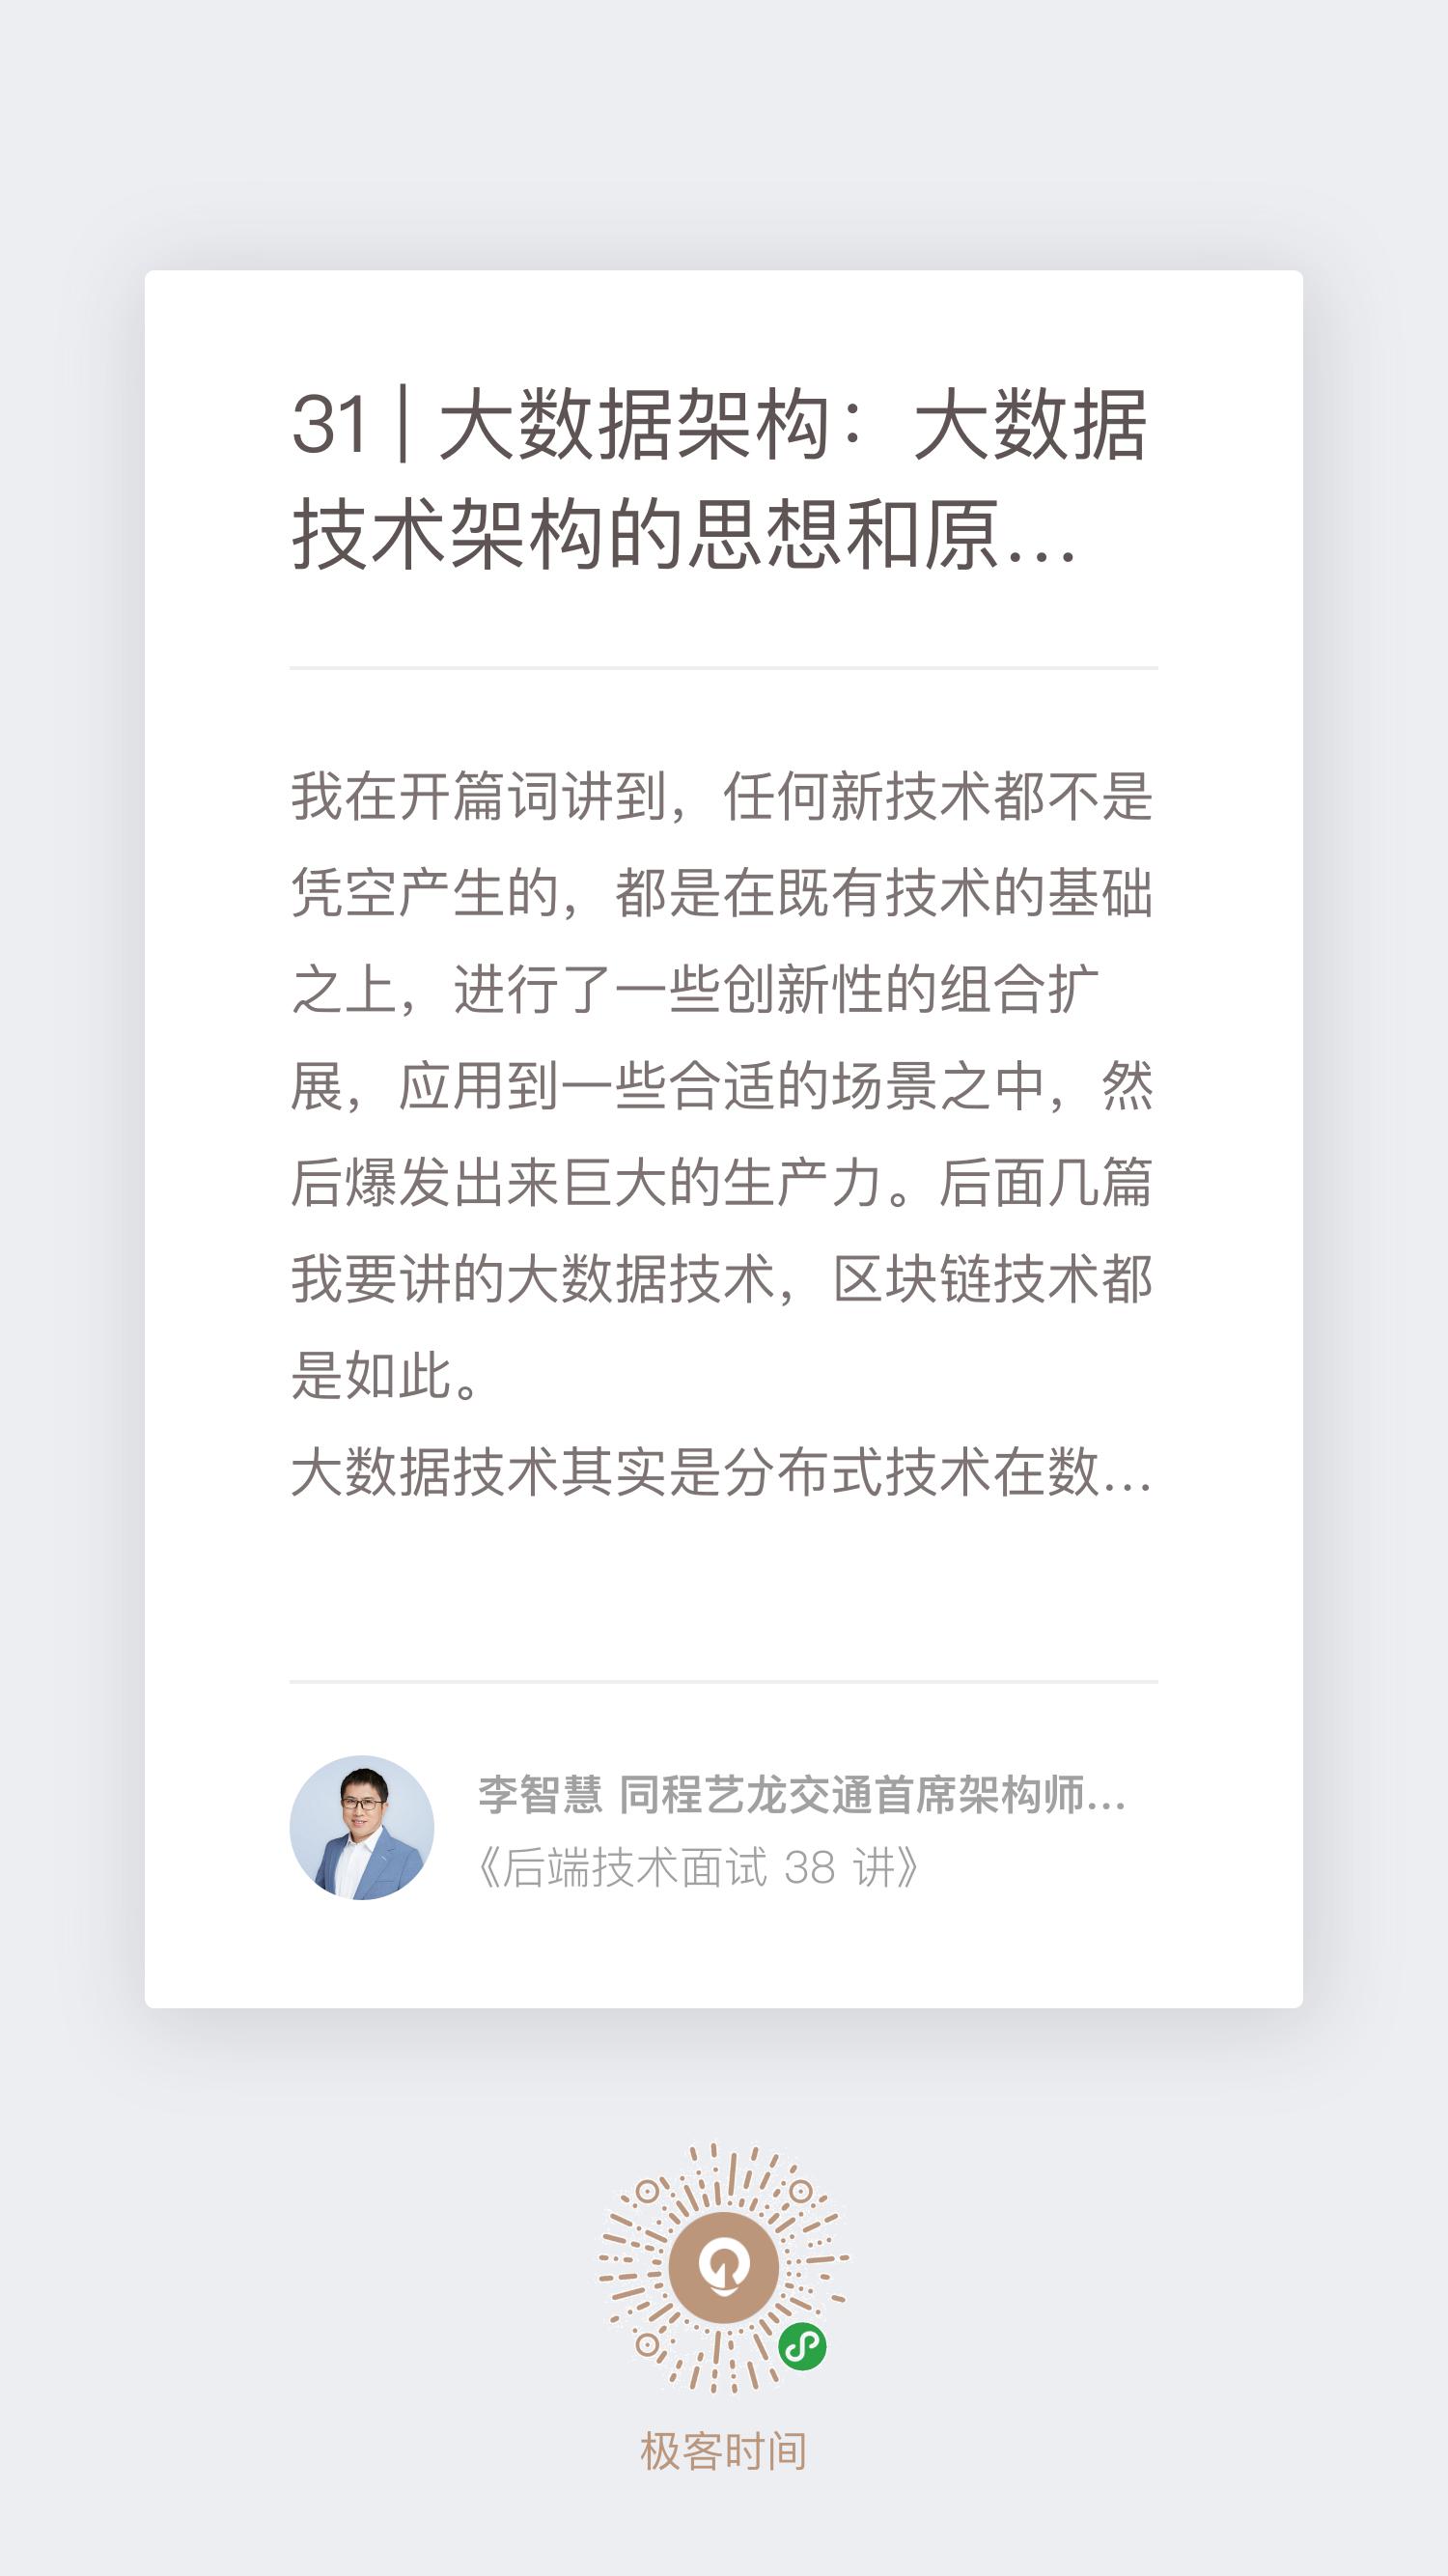 31 | 大数据架构：大数据
技术架构的思想和原...
我在开篇词讲到，任何新技术都不是
凭空产生的，都是在既有技术的基础
之上，进行了一些创新性的组合扩
展，应用到一些合适的场景之中，然
后爆发出来巨大的生产力。后面几篇
我要讲的大数据技术，区块链技术都
是如此。
大数据技术其实是分布式技术在数...
李智慧 同程艺龙交通首席架构师...
《后端技术面试 38 讲》
极客时间